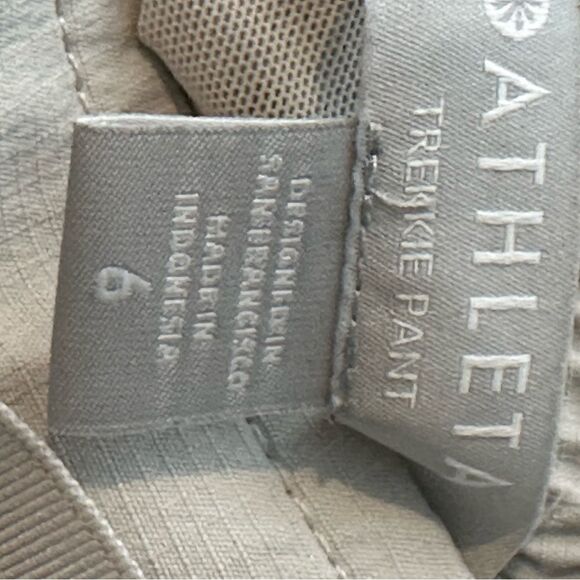 ATHLETA
TREKKIE PANT
DESIGNED IN
SAN FRANCISCO
MADE IN
INDONESIA
6